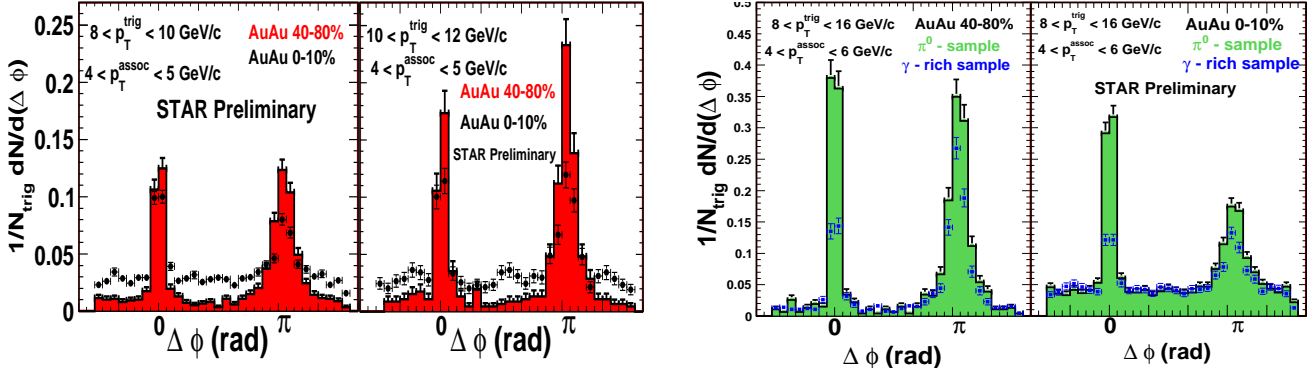 1/N_trig dN/d(Δ ϕ)
0.25
0.2
0.15
0.1
0.05
0
8 < p_T^trig < 10 GeV/c
AuAu 40-80%
AuAu 0-10%
4 < p_T^assoc < 5 GeV/c
STAR Preliminary
0
π
Δ ϕ (rad)
10 < p_T^trig < 12 GeV/c
4 < p_T^assoc < 5 GeV/c
AuAu 40-80%
AuAu 0-10%
STAR Preliminary
0
π
Δ ϕ (rad)
1/N_trig dN/d(Δ ϕ)
0.5
0.45
0.4
0.35
0.3
0.25
0.2
0.15
0.1
0.05
0
8 < p_T^trig < 16 GeV/c
AuAu 40-80%
π⁰ - sample
4 < p_T^assoc < 6 GeV/c
γ - rich sample
0
π
Δ ϕ (rad)
8 < p_T^trig < 16 GeV/c
AuAu 0-10%
π⁰ - sample
4 < p_T^assoc < 6 GeV/c
γ - rich sample
STAR Preliminary
0
π
Δ ϕ (rad)